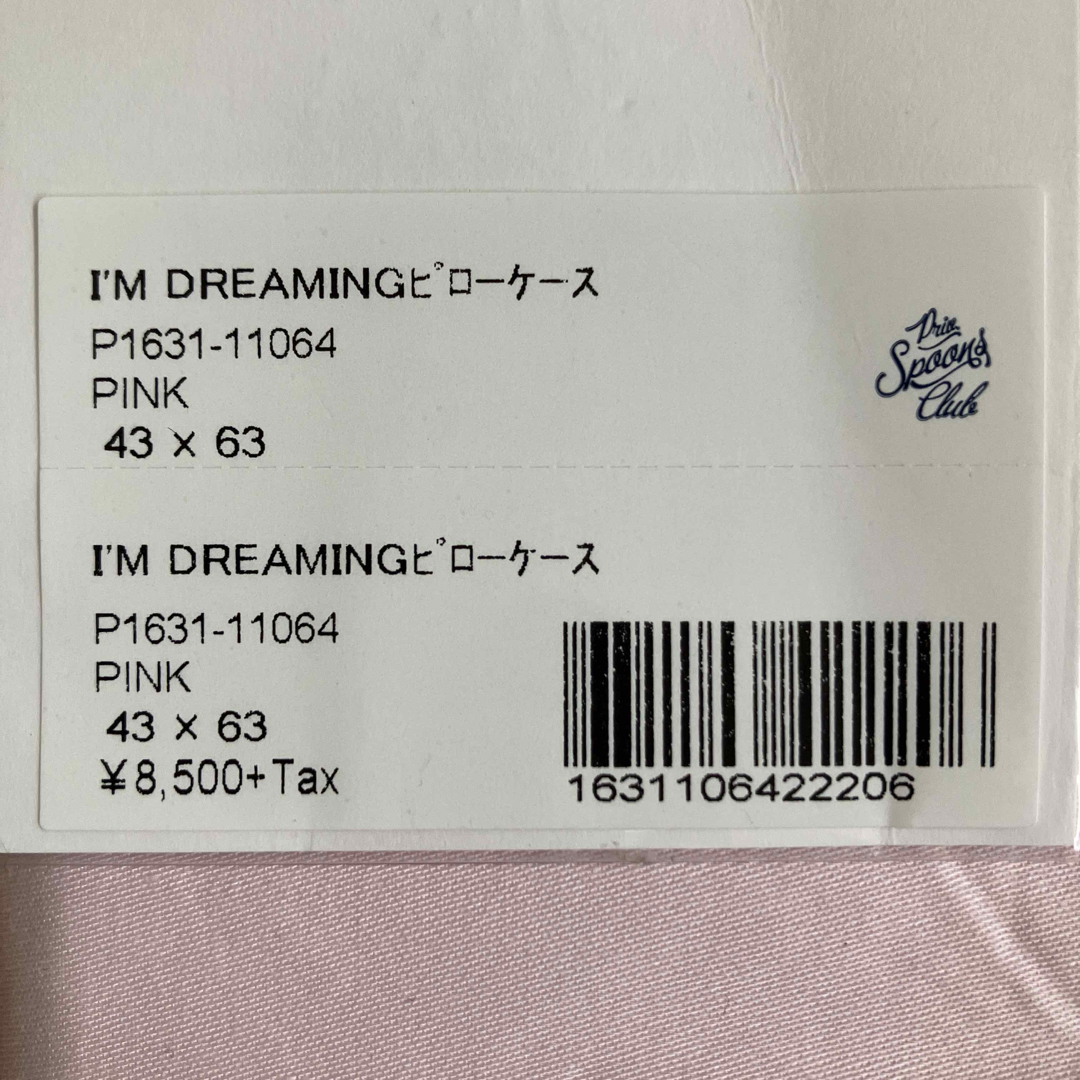 I'M DREAMINGピローケース
P1631-11064
PINK
43 × 63
Priv.
Spoons
Club
I'M DREAMINGピローケース
P1631-11064
PINK
43 × 63
¥8,500+Tax
1631106422206